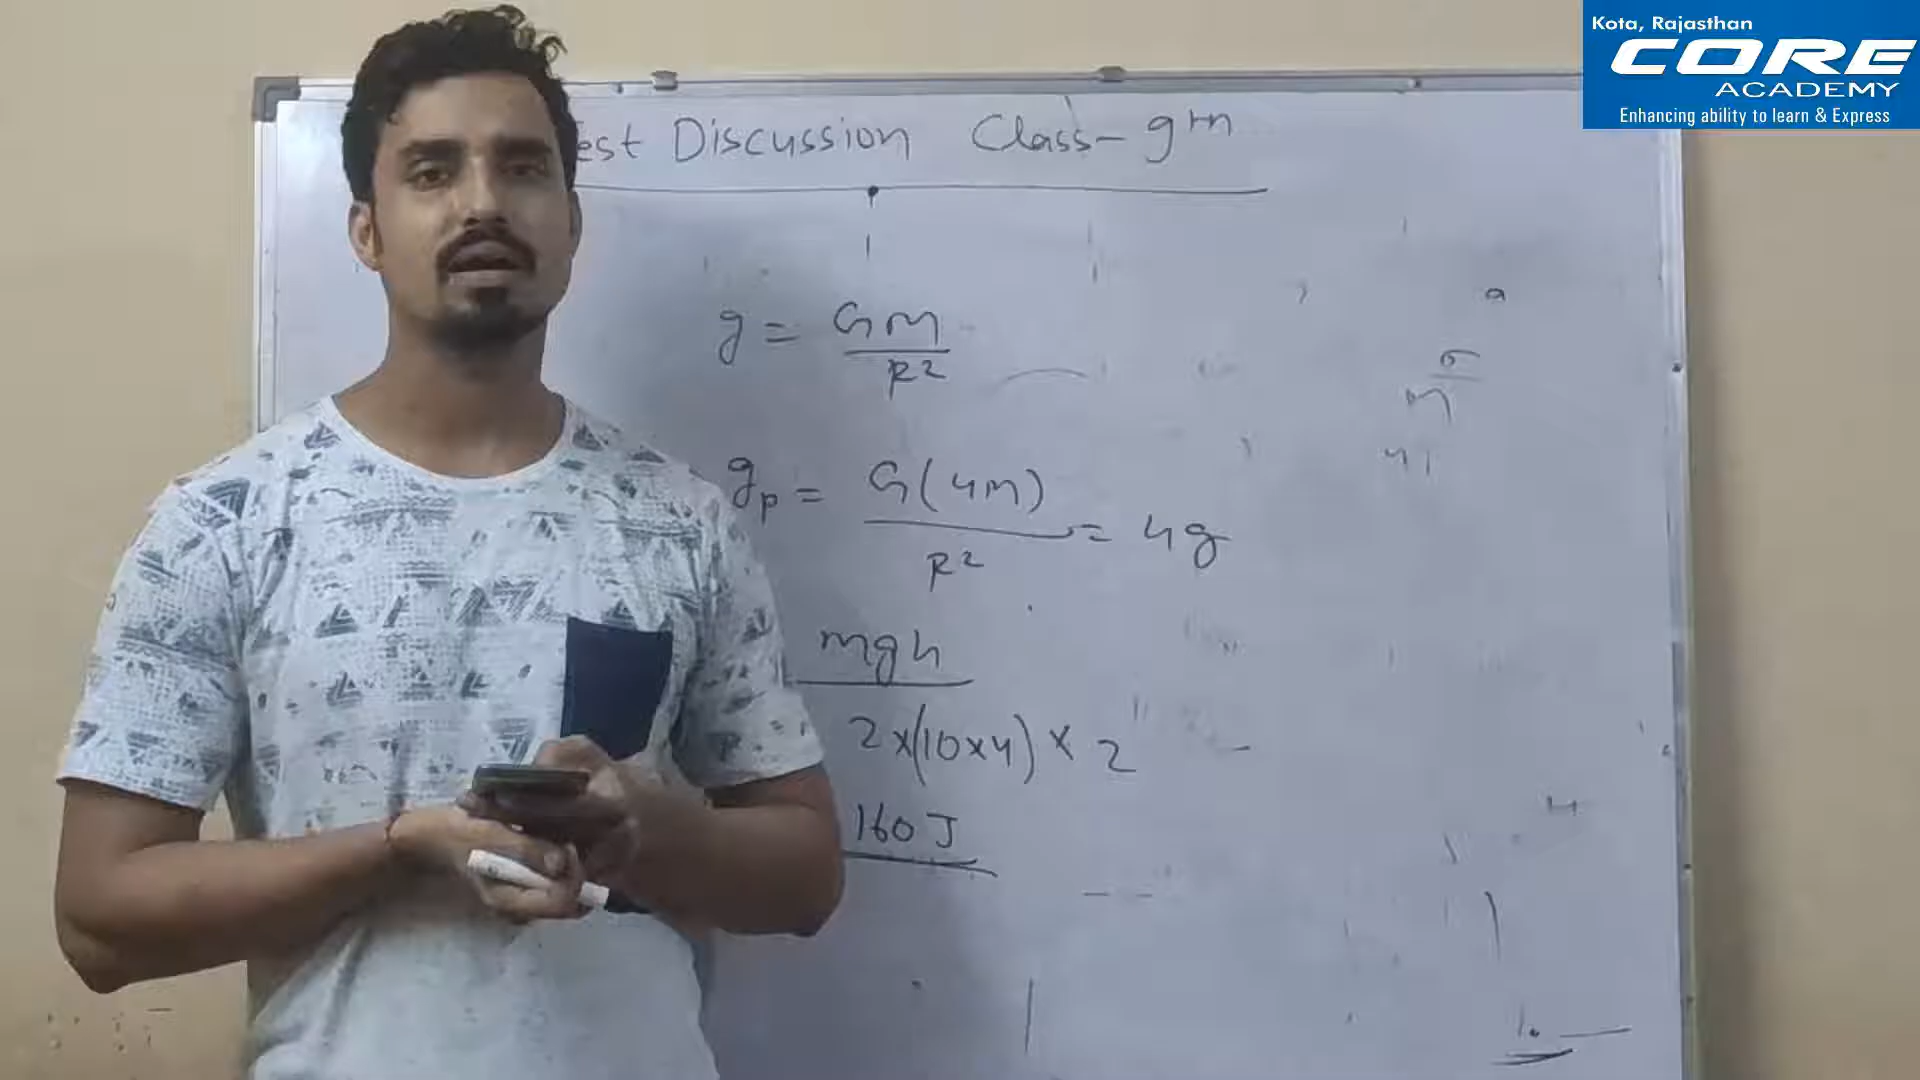 Kota, Rajasthan
CORE
ACADEMY
Enhancing ability to learn & Express
est Discussion Class-9th
g = GM
R²
gp = G(4M) = 4g
R²
mgh
2x(10x4) x 2
160 J